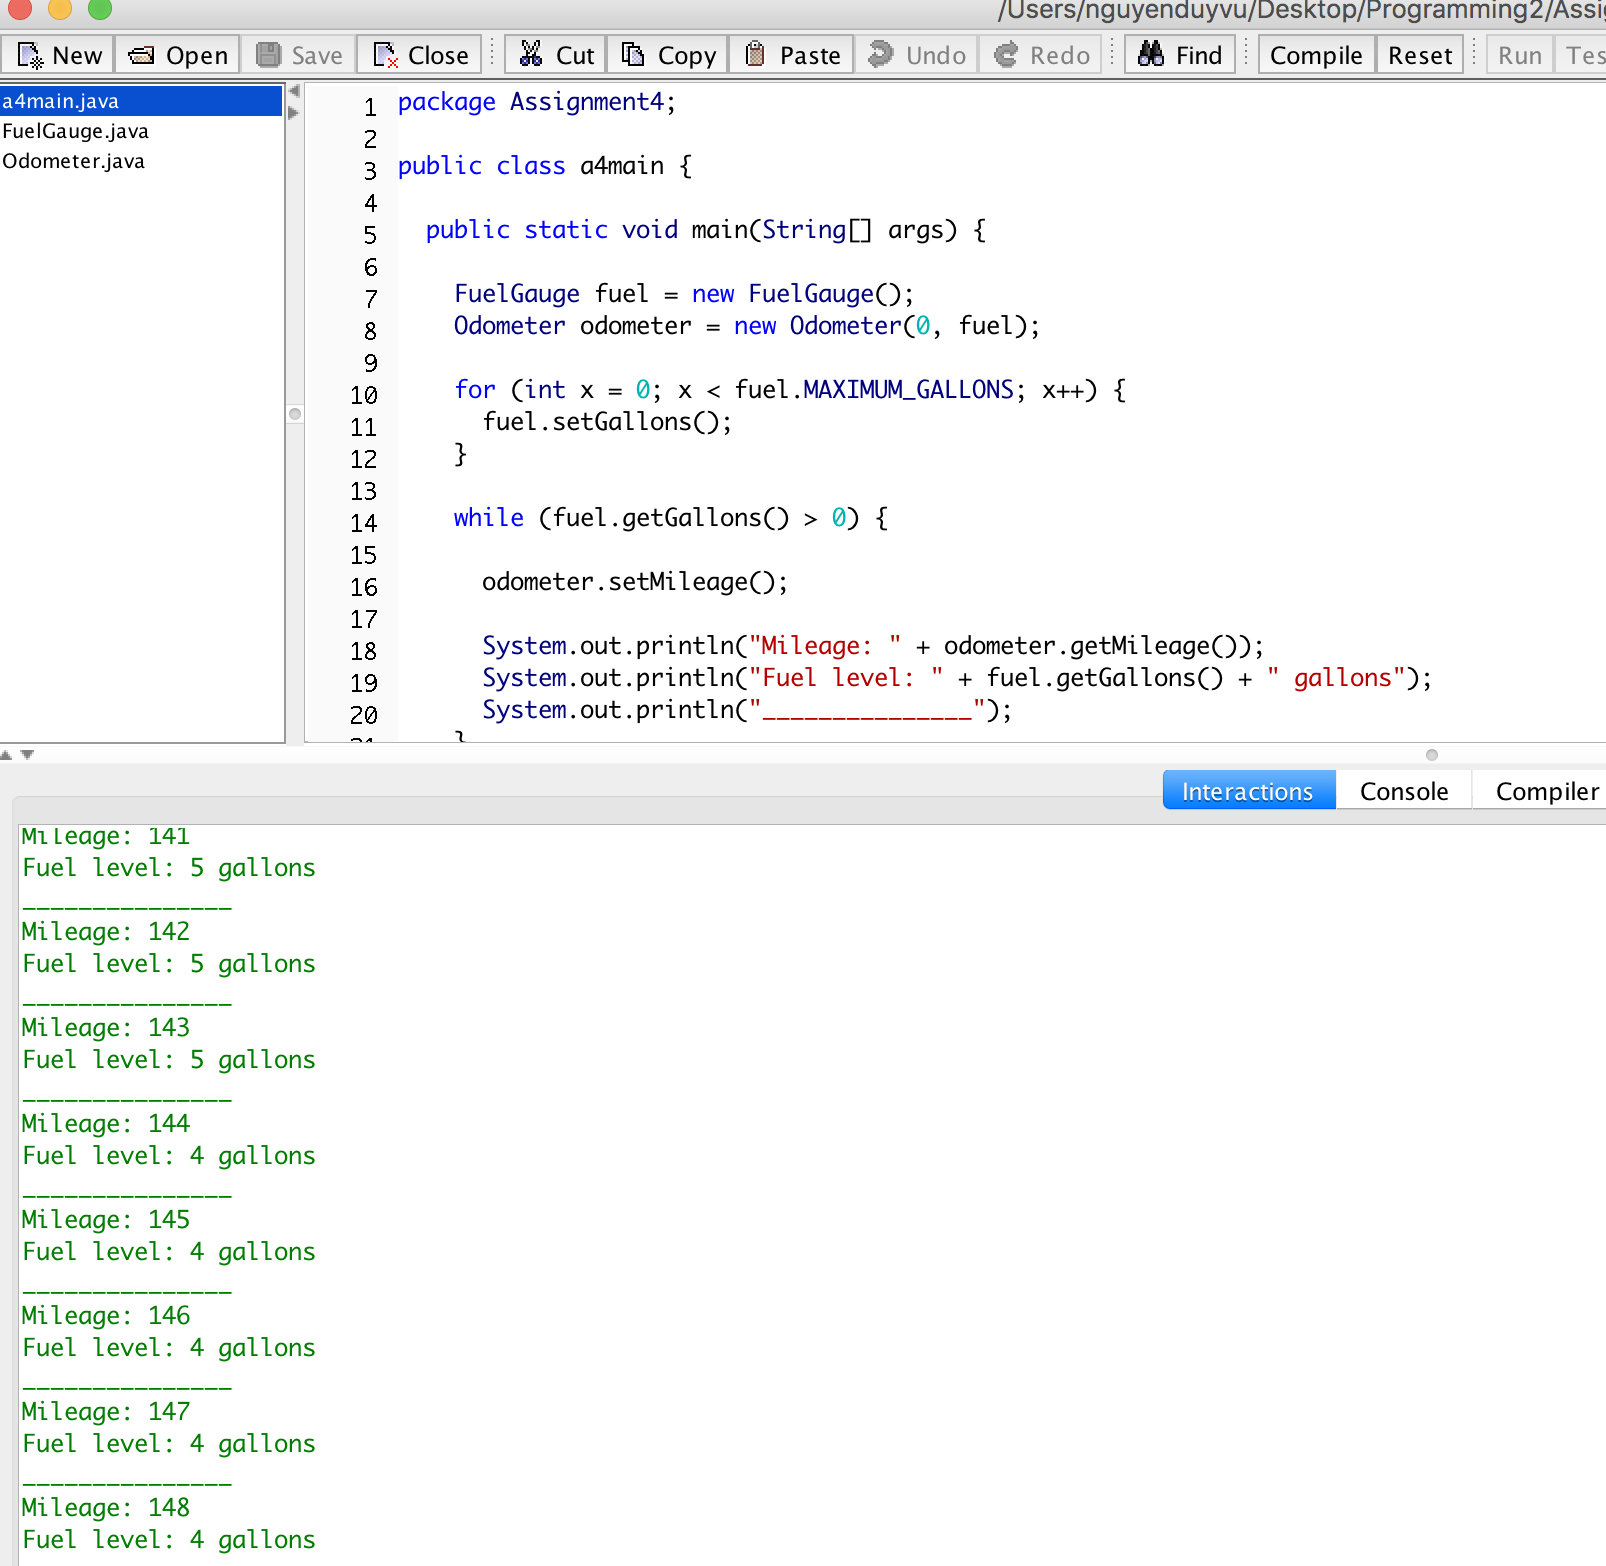 /Users/nguyenduyvu/Desktop/Programming2/Assi
New Open Save Close Cut Copy Paste Undo Redo Find Compile Reset Run Tes
a4main.java
FuelGauge.java
Odometer.java
1 package Assignment4;
2
3 public class a4main {
4
5 public static void main(String[] args) {
6
7 FuelGauge fuel = new FuelGauge();
8 Odometer odometer = new Odometer(0, fuel);
9
10 for (int x = 0; x < fuel.MAXIMUM_GALLONS; x++) {
11 fuel.setGallons();
12 }
13
14 while (fuel.getGallons() > 0) {
15
16 odometer.setMileage();
17
18 System.out.println("Mileage: " + odometer.getMileage());
19 System.out.println("Fuel level: " + fuel.getGallons() + " gallons");
20 System.out.println("_______________");
21 }
Interactions Console Compiler
Mileage: 141
Fuel level: 5 gallons
_______________
Mileage: 142
Fuel level: 5 gallons
_______________
Mileage: 143
Fuel level: 5 gallons
_______________
Mileage: 144
Fuel level: 4 gallons
_______________
Mileage: 145
Fuel level: 4 gallons
_______________
Mileage: 146
Fuel level: 4 gallons
_______________
Mileage: 147
Fuel level: 4 gallons
_______________
Mileage: 148
Fuel level: 4 gallons